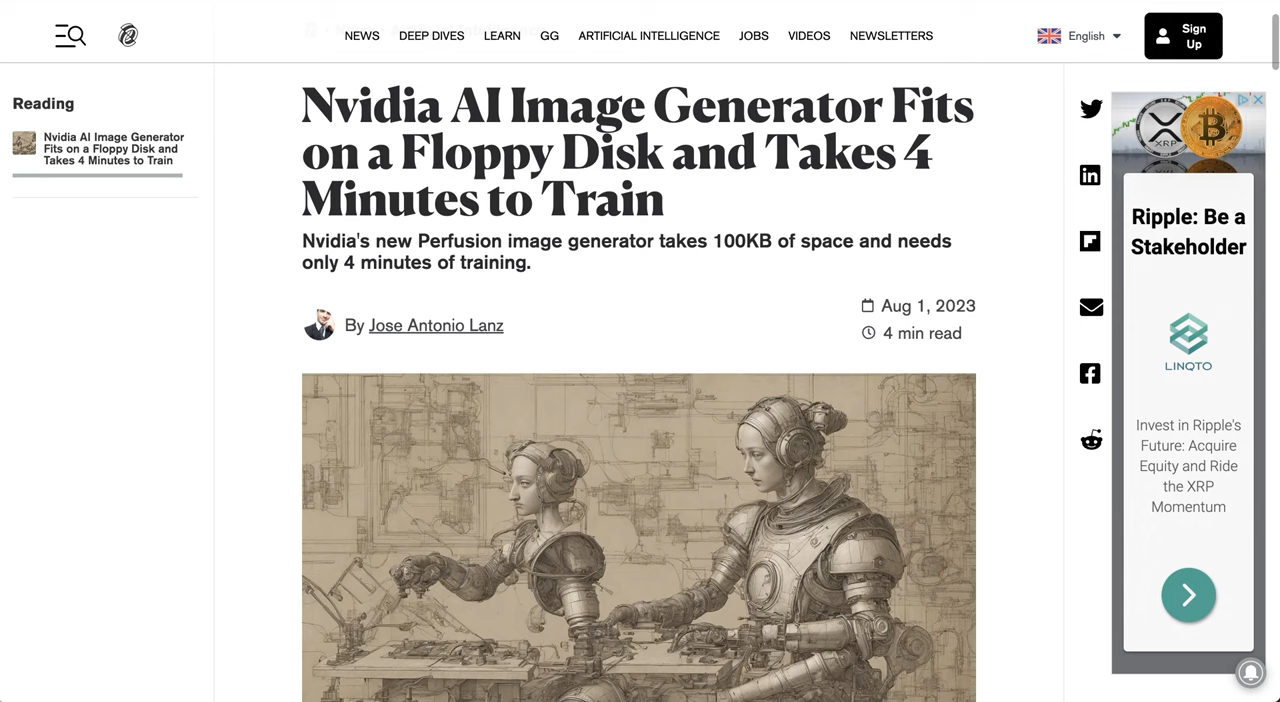 NEWS DEEP DIVES LEARN GG ARTIFICIAL INTELLIGENCE JOBS VIDEOS NEWSLETTERS
English
Sign
Up
Reading
Nvidia AI Image Generator
Fits on a Floppy Disk and
Takes 4 Minutes to Train
Nvidia AI Image Generator Fits
on a Floppy Disk and Takes 4
Minutes to Train
Nvidia's new Perfusion image generator takes 100KB of space and needs
only 4 minutes of training.
By Jose Antonio Lanz
Aug 1, 2023
4 min read
XRP
Ripple: Be a
Stakeholder
LINQTO
Invest in Ripple's
Future: Acquire
Equity and Ride
the XRP
Momentum